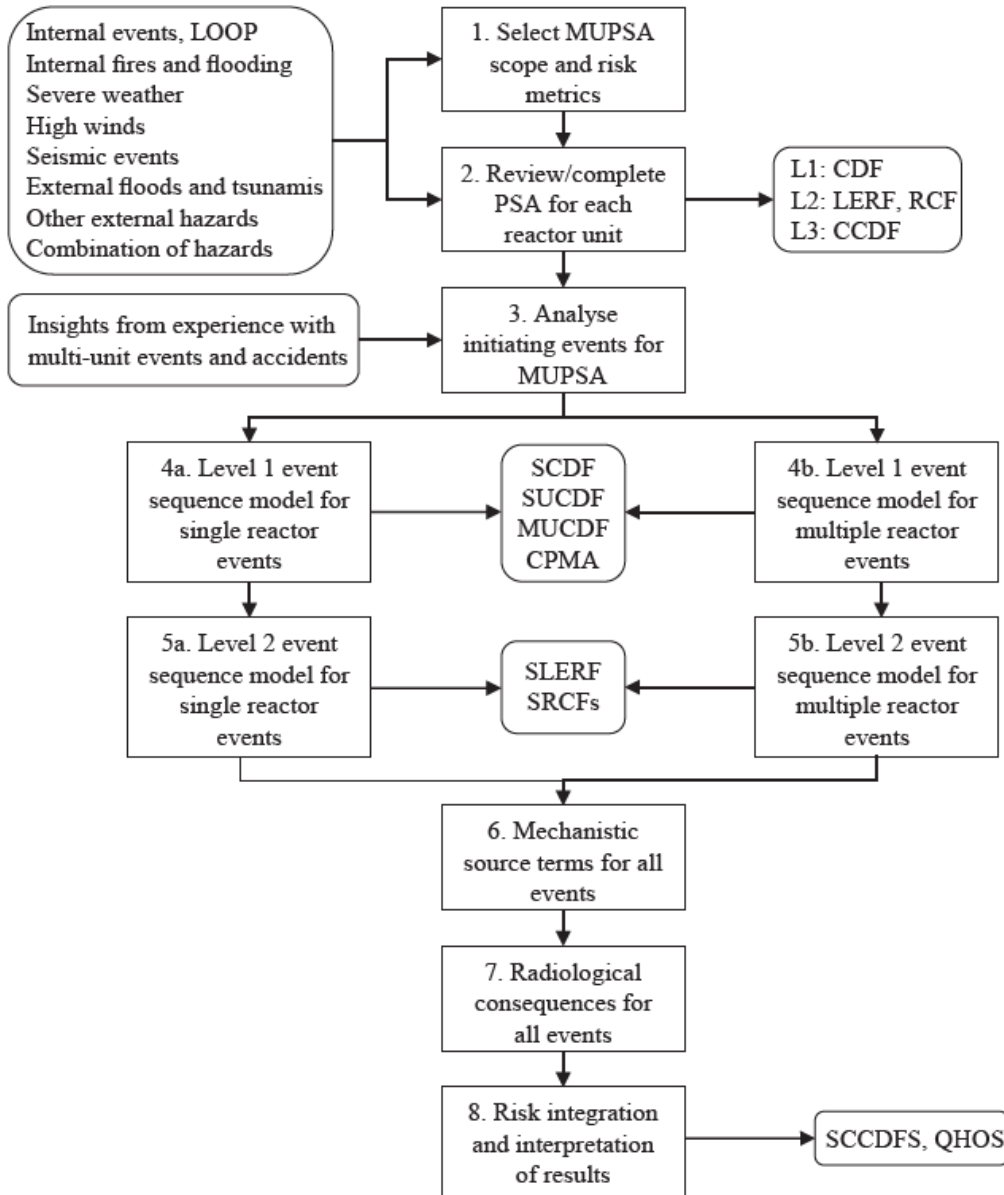 Internal events, LOOP
Internal fires and flooding
Severe weather
High winds
Seismic events
External floods and tsunamis
Other external hazards
Combination of hazards
1. Select MUPSA
scope and risk
metrics
2. Review/complete
PSA for each
reactor unit
L1: CDF
L2: LERF, RCF
L3: CCDF
Insights from experience with
multi-unit events and accidents
3. Analyse
initiating events for
MUPSA
4a. Level 1 event
sequence model for
single reactor
events
SCDF
SUCDF
MUCDF
CPMA
4b. Level 1 event
sequence model for
multiple reactor
events
5a. Level 2 event
sequence model for
single reactor
events
SLERF
SRCFs
5b. Level 2 event
sequence model for
multiple reactor
events
6. Mechanistic
source terms for all
events
7. Radiological
consequences for
all events
8. Risk integration
and interpretation
of results
SCCDFS, QHOS